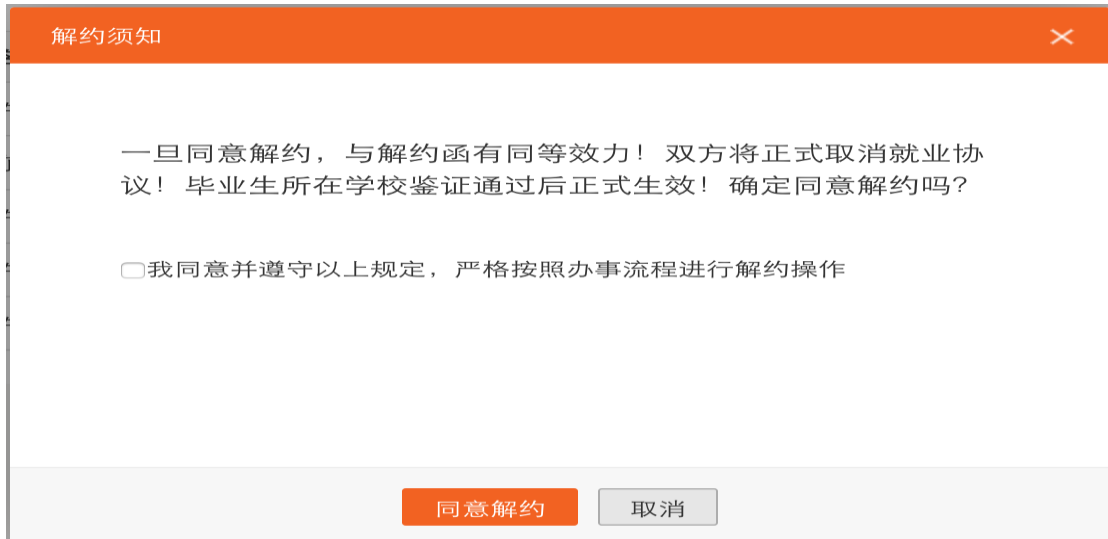 解约须知
一旦同意解约，与解约函有同等效力！双方将正式取消就业协
议！毕业生所在学校鉴证通过后正式生效！确定同意解约吗?
我同意并遵守以上规定，严格按照办事流程进行解约操作
同意解约
取消